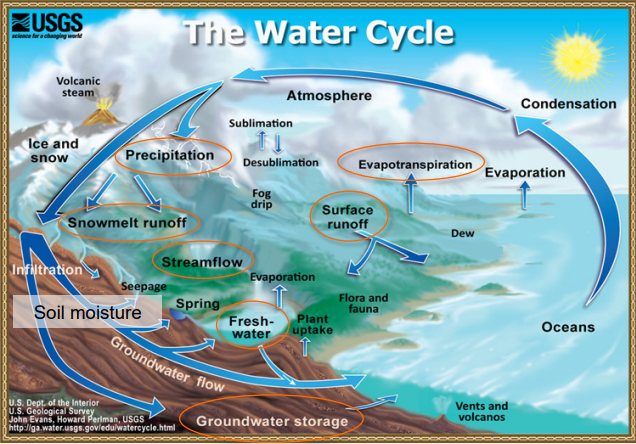 USGS
science for a changing world
The Water Cycle
Volcanic
steam
Atmosphere
Condensation
Sublimation
Ice and
snow
Precipitation
Desublimation
Evapotranspiration
Evaporation
Fog
drip
Snowmelt runoff
Surface
runoff
Dew
Streamflow
Infiltration
Seepage
Evaporation
Soil moisture
Spring
Flora and
fauna
Fresh-
water
Plant
uptake
Oceans
Groundwater flow
U.S. Dept. of the Interior
U.S. Geological Survey
John Evans, Howard Perlman, USGS
http://ga.water.usgs.gov/edu/watercycle.html
Groundwater storage
Vents and
volcanos